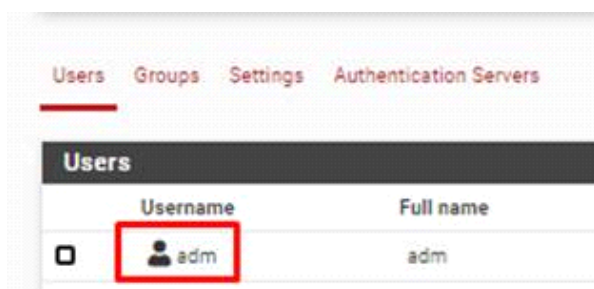 Users Groups Settings Authentication Servers
Users
Username Full name
adm adm